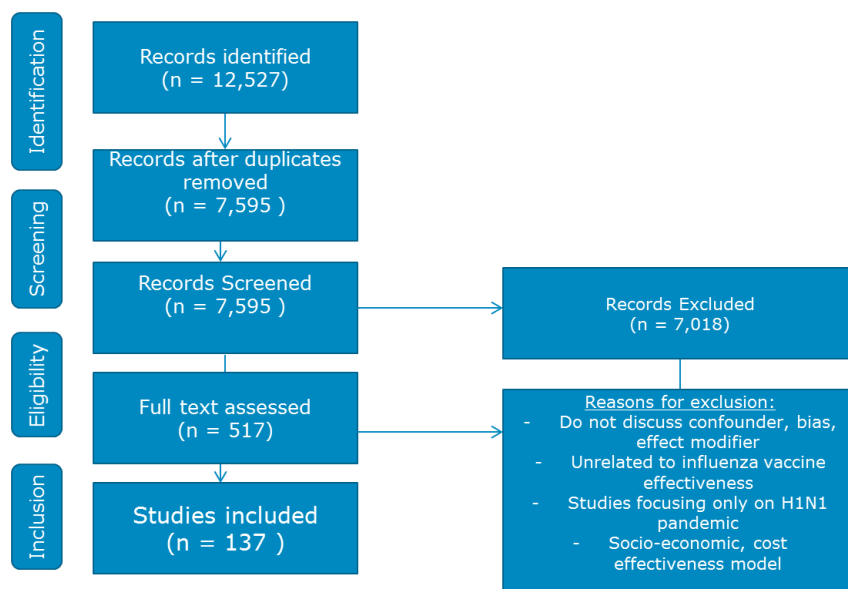 Identification
Records identified
(n = 12,527)
Records after duplicates
removed
(n = 7,595 )
Screening
Records Screened
(n = 7,595 )
Records Excluded
(n = 7,018)
Eligibility
Full text assessed
(n = 517)
Reasons for exclusion:
- Do not discuss confounder, bias,
effect modifier
- Unrelated to influenza vaccine
effectiveness
- Studies focusing only on H1N1
pandemic
- Socio-economic, cost
effectiveness model
Inclusion
Studies included
(n = 137 )